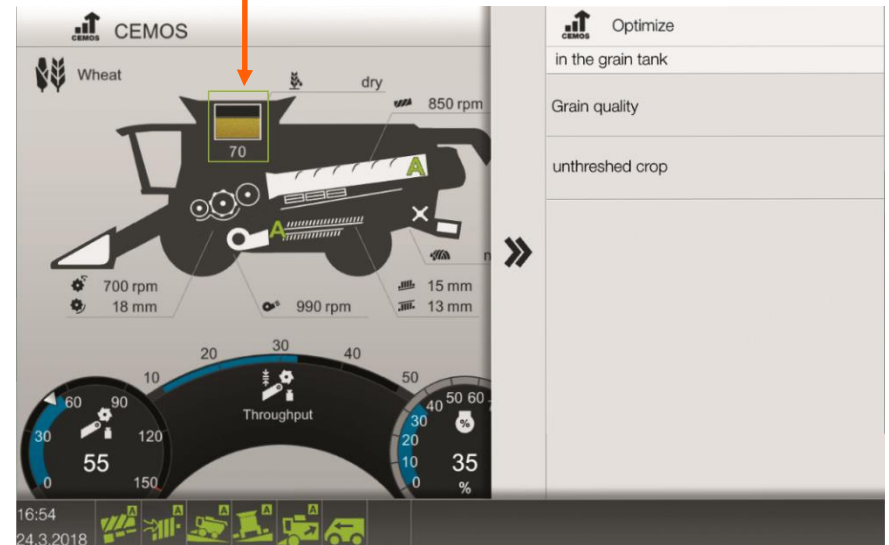 CEMOS
CEMOS
Wheat
dry
850 rpm
70
A
A
700 rpm
18 mm
990 rpm
15 mm
13 mm
10
20
30
40
50
Throughput
0
30
60
90
120
150
55
0
10
20
30
40
50
60
%
35
%
16:54
24.3.2018
A
A
A
A
A
CEMOS
Optimize
in the grain tank
Grain quality
unthreshed crop